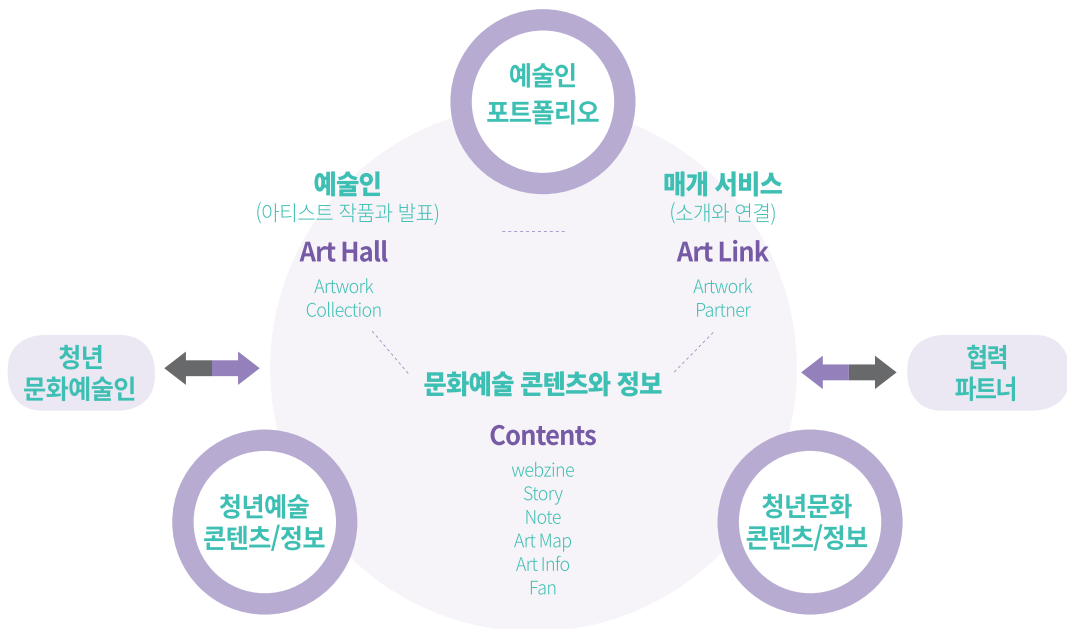 예술인
포트폴리오
예술인
(아티스트 작품과 발표)
Art Hall
Artwork
Collection
매개 서비스
(소개와 연결)
Art Link
Artwork
Partner
청년
문화예술인
협력
파트너
문화예술 콘텐츠와 정보
Contents
webzine
Story
Note
Art Map
Art Info
Fan
청년예술
콘텐츠/정보
청년문화
콘텐츠/정보